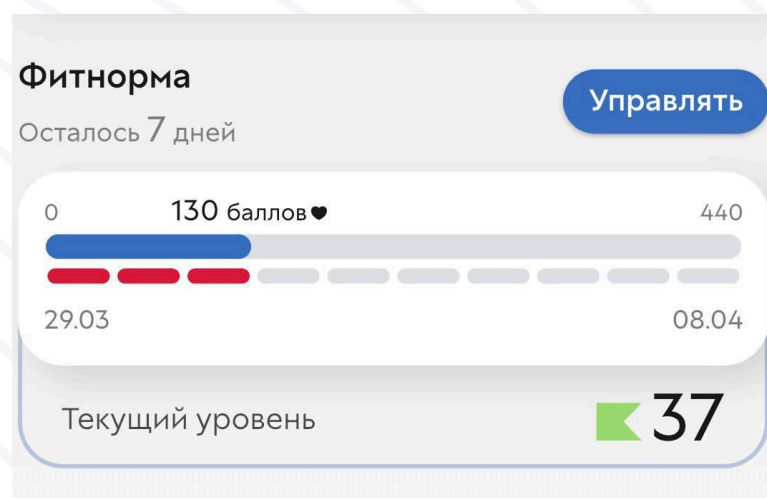 Фитнорма
Управлять
Осталось 7 дней
0 130 баллов 440
29.03 08.04
Текущий уровень 37